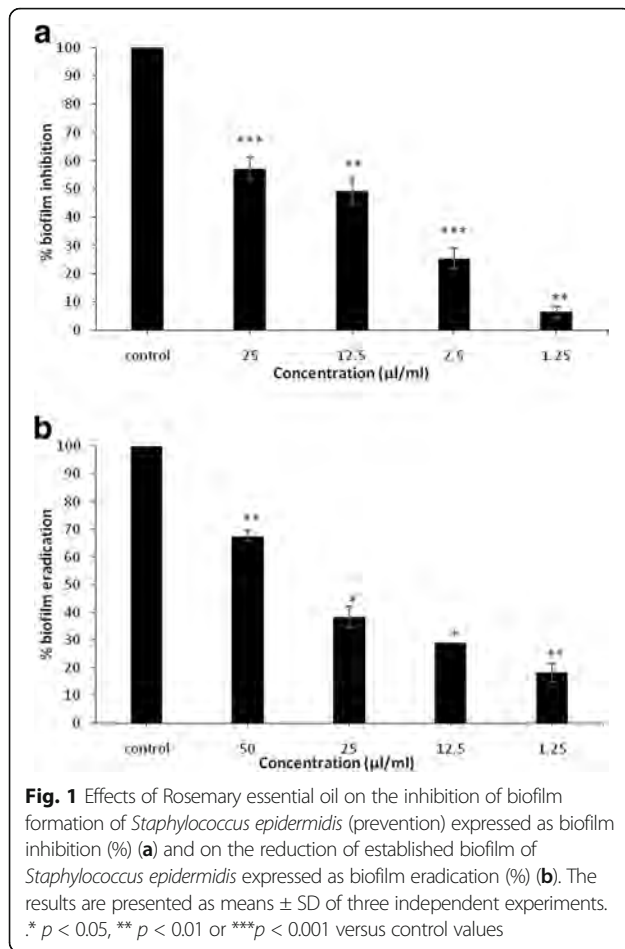 a
100
90
80
70
60
50
40
30
20
10
0
% biofilm inhibition
***
**
***
**
control 25 12.5 1.25
Concentration (µl/ml)
b
100
90
80
70
60
50
40
30
20
10
0
% biofilm eradication
**
*
*
**
control 50 25 12.5 1.25
Concentration (µl/ml)
Fig. 1 Effects of Rosemary essential oil on the inhibition of biofilm
formation of Staphylococcus epidermidis (prevention) expressed as biofilm
inhibition (%) (a) and on the reduction of established biofilm of
Staphylococcus epidermidis expressed as biofilm eradication (%) (b). The
results are presented as means ± SD of three independent experiments.
.* p < 0.05, ** p < 0.01 or ***p < 0.001 versus control values